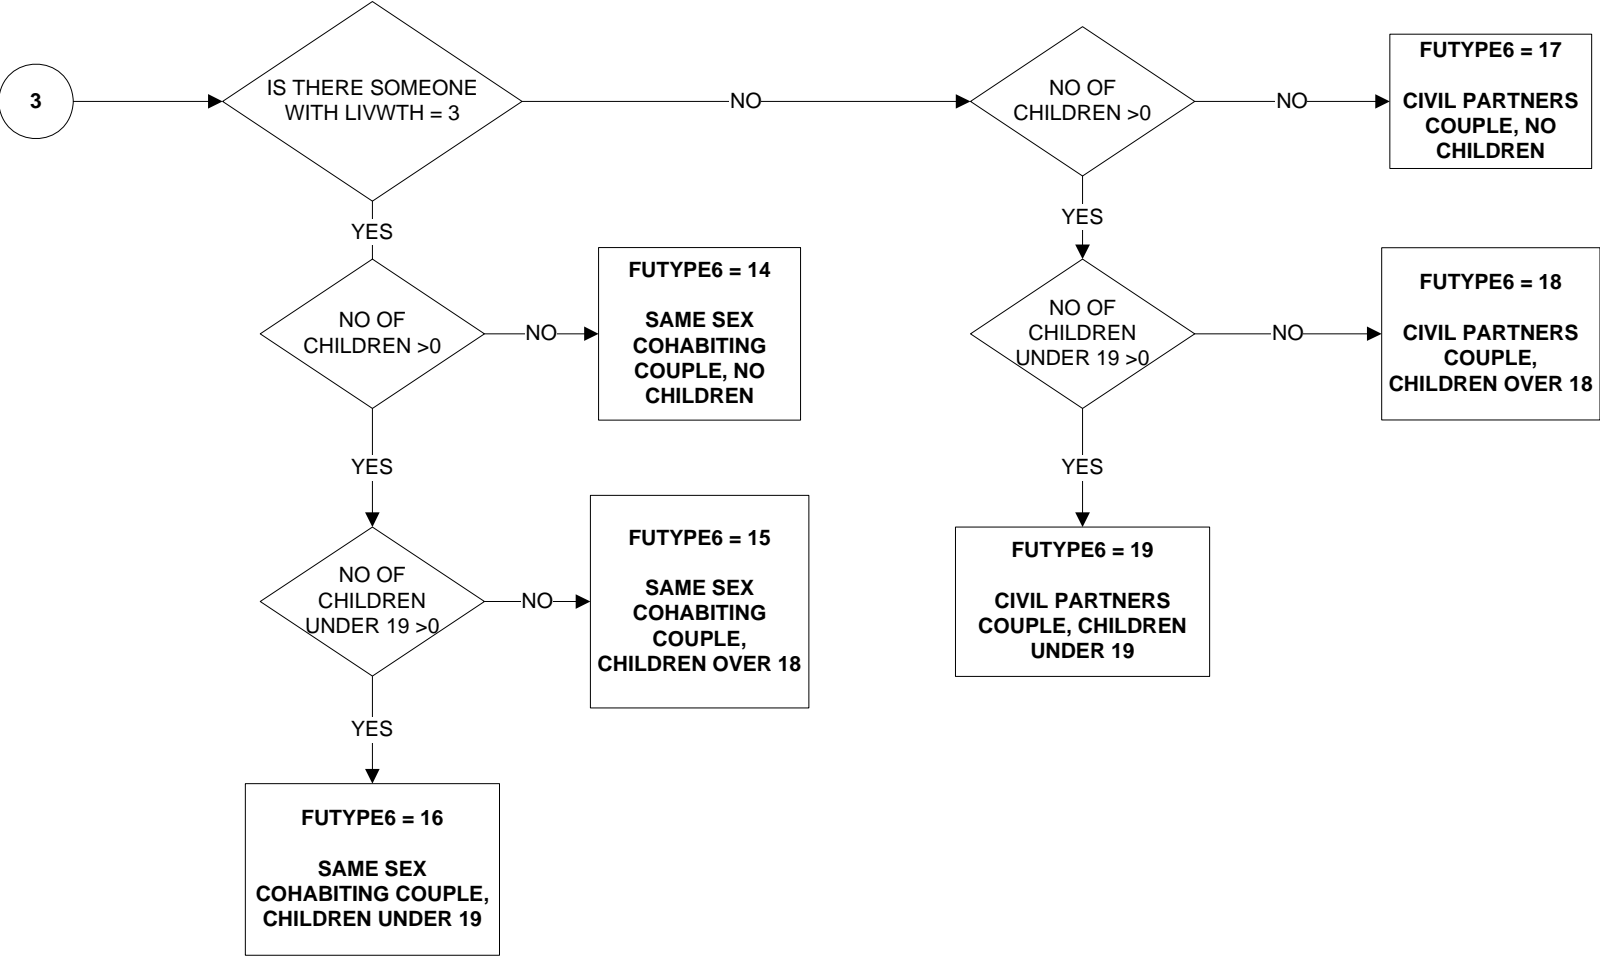 3
IS THERE SOMEONE
WITH LIVWTH = 3
NO
NO OF
CHILDREN >0
NO
FUTYPE6 = 17
CIVIL PARTNERS
COUPLE, NO
CHILDREN
YES
YES
NO OF
CHILDREN >0
NO
FUTYPE6 = 14
SAME SEX
COHABITING
COUPLE, NO
CHILDREN
NO OF
CHILDREN
UNDER 19 >0
NO
FUTYPE6 = 18
CIVIL PARTNERS
COUPLE,
CHILDREN OVER 18
YES
YES
NO OF
CHILDREN
UNDER 19 >0
NO
FUTYPE6 = 15
SAME SEX
COHABITING
COUPLE,
CHILDREN OVER 18
FUTYPE6 = 19
CIVIL PARTNERS
COUPLE, CHILDREN
UNDER 19
YES
FUTYPE6 = 16
SAME SEX
COHABITING COUPLE,
CHILDREN UNDER 19